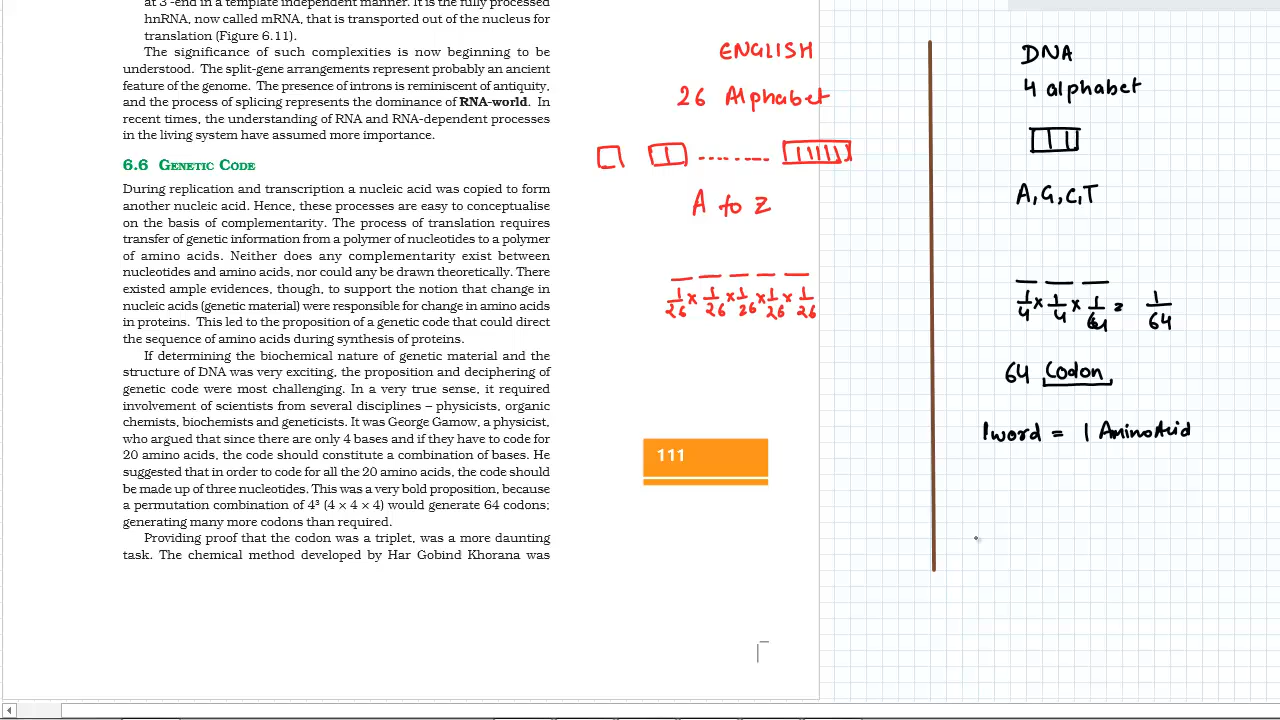 at 3'-end in a template independent manner. It is the fully processed
hnRNA, now called mRNA, that is transported out of the nucleus for
translation (Figure 6.11).
The significance of such complexities is now beginning to be
understood. The split-gene arrangements represent probably an ancient
feature of the genome. The presence of introns is reminiscent of antiquity,
and the process of splicing represents the dominance of RNA-world. In
recent times, the understanding of RNA and RNA-dependent processes
in the living system have assumed more importance.
6.6 GENETIC CODE
During replication and transcription a nucleic acid was copied to form
another nucleic acid. Hence, these processes are easy to conceptualise
on the basis of complementarity. The process of translation requires
transfer of genetic information from a polymer of nucleotides to a polymer
of amino acids. Neither does any complementarity exist between
nucleotides and amino acids, nor could any be drawn theoretically. There
existed ample evidences, though, to support the notion that change in
nucleic acids (genetic material) were responsible for change in amino acids
in proteins. This led to the proposition of a genetic code that could direct
the sequence of amino acids during synthesis of proteins.
If determining the biochemical nature of genetic material and the
structure of DNA was very exciting, the proposition and deciphering of
genetic code were most challenging. In a very true sense, it required
involvement of scientists from several disciplines – physicists, organic
chemists, biochemists and geneticists. It was George Gamow, a physicist,
who argued that since there are only 4 bases and if they have to code for
20 amino acids, the code should constitute a combination of bases. He
suggested that in order to code for all the 20 amino acids, the code should
be made up of three nucleotides. This was a very bold proposition, because
a permutation combination of 4³ (4 × 4 × 4) would generate 64 codons;
generating many more codons than required.
Providing proof that the codon was a triplet, was a more daunting
task. The chemical method developed by Har Gobind Khorana was
111
ENGLISH
26 Alphabet
A to Z
1/26 × 1/26 × 1/26 × 1/26 × 1/26
DNA
4 alphabet
A, G, C, T
1/4 × 1/4 × 1/ = 1/64
64 Codon
1 word = 1 Amino Acid